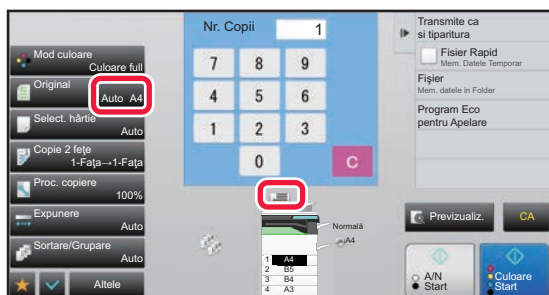 Mod culoare
Culoare full
Original
Auto A4
Select. hârtie
Auto
Copie 2 feţe
1-Faţa→1-Faţa
Proc. copiere
100%
Expunere
Auto
Sortare/Grupare
Auto
Altele
Nr. Copii
1
7 8 9
4 5 6
1 2 3
0 C
Normală
A4
1 A4
2 B5
3 B4
4 A3
Transmite ca
si tiparitura
Fisier Rapid
Mem. Datele Temporar
Fişier
Mem. datele in Folder
Program Eco
pentru Apelare
Previzualiz.
CA
A/N
Start
Culoare
Start